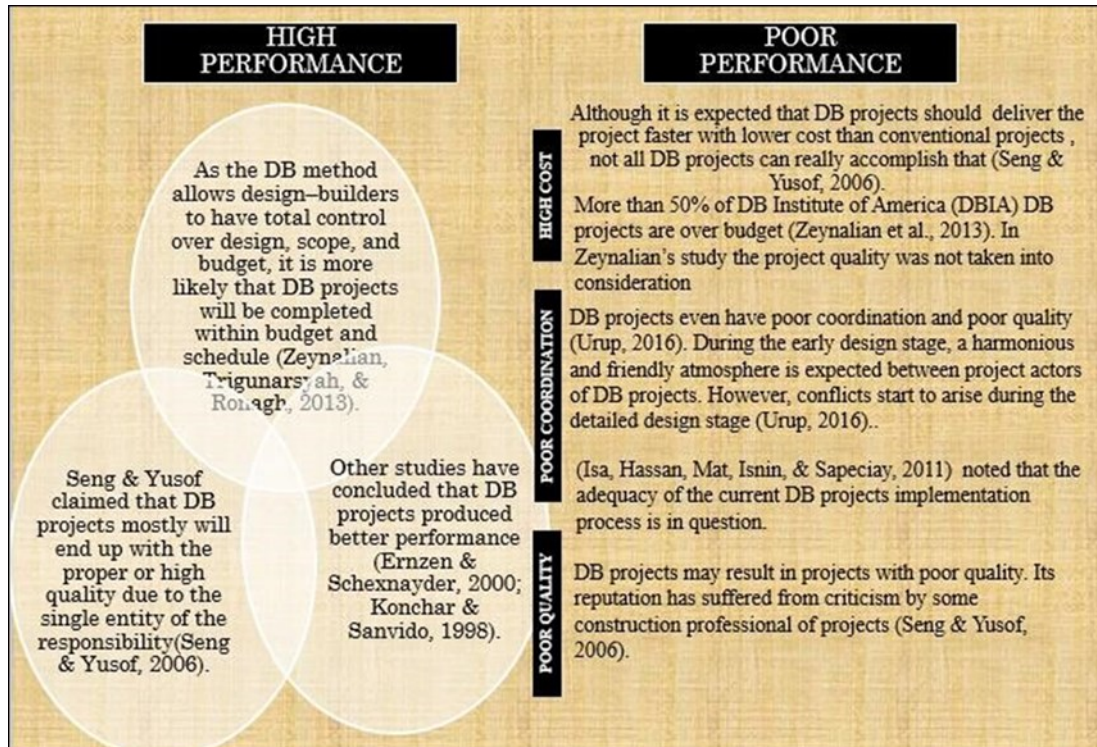 HIGH
PERFORMANCE
As the DB method
allows design–builders
to have total control
over design, scope, and
budget, it is more
likely that DB projects
will be completed
within budget and
schedule (Zeynalian,
Trigunarsyah, &
Ronagh, 2013).
Seng & Yusof
claimed that DB
projects mostly will
end up with the
proper or high
quality due to the
single entity of the
responsibility(Seng
& Yusof, 2006).
Other studies have
concluded that DB
projects produced
better performance
(Ernzen &
Schexnayder, 2000;
Konchar &
Sanvido, 1998).
POOR
PERFORMANCE
HIGH COST
Although it is expected that DB projects should deliver the
project faster with lower cost than conventional projects ,
not all DB projects can really accomplish that (Seng &
Yusof, 2006).
More than 50% of DB Institute of America (DBIA) DB
projects are over budget (Zeynalian et al., 2013). In
Zeynalian’s study the project quality was not taken into
consideration
POOR COORDINATION
DB projects even have poor coordination and poor quality
(Urup, 2016). During the early design stage, a harmonious
and friendly atmosphere is expected between project actors
of DB projects. However, conflicts start to arise during the
detailed design stage (Urup, 2016)..
(Isa, Hassan, Mat, Isnin, & Sapeciay, 2011) noted that the
adequacy of the current DB projects implementation
process is in question.
POOR QUALITY
DB projects may result in projects with poor quality. Its
reputation has suffered from criticism by some
construction professional of projects (Seng & Yusof,
2006).